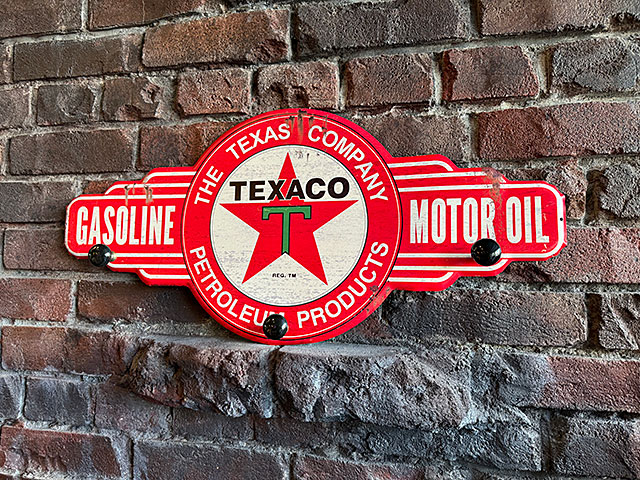 THE TEXAS COMPANY
TEXACO
T
REG. TM
PETROLEUM PRODUCTS
GASOLINE
MOTOR OIL